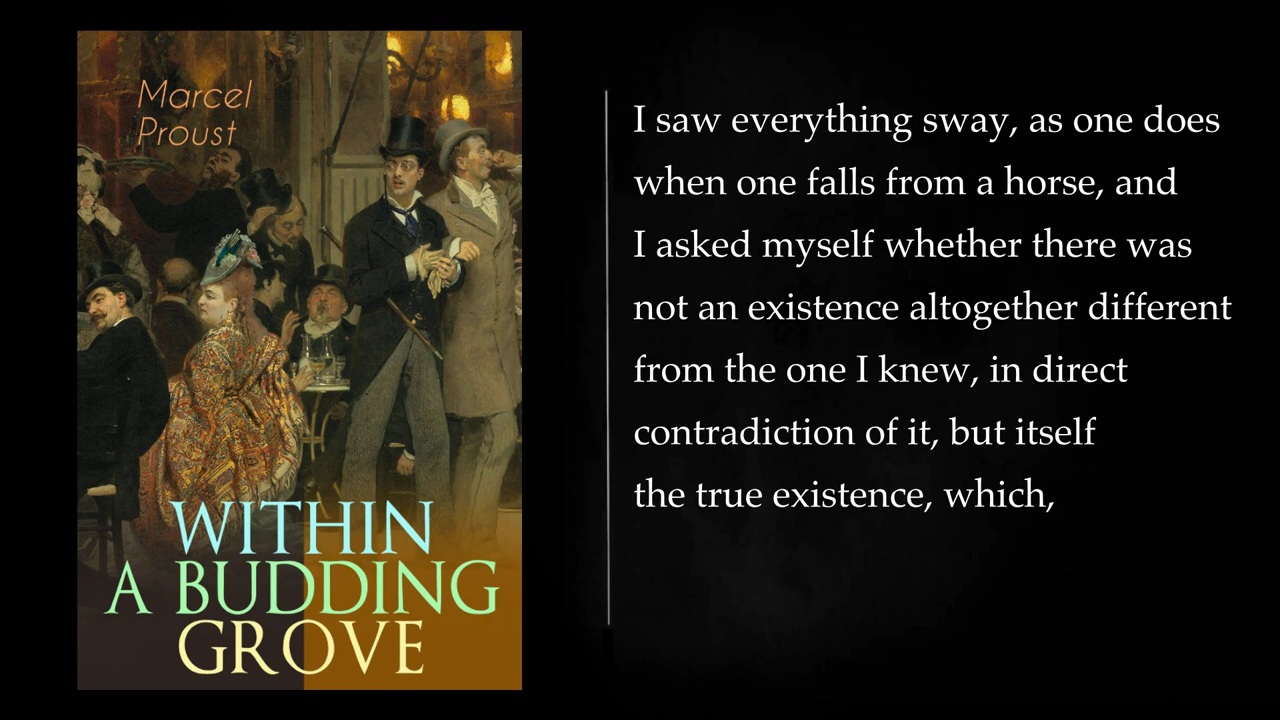 Marcel
Proust
WITHIN
A BUDDING
GROVE
I saw everything sway, as one does
when one falls from a horse, and
I asked myself whether there was
not an existence altogether different
from the one I knew, in direct
contradiction of it, but itself
the true existence, which,